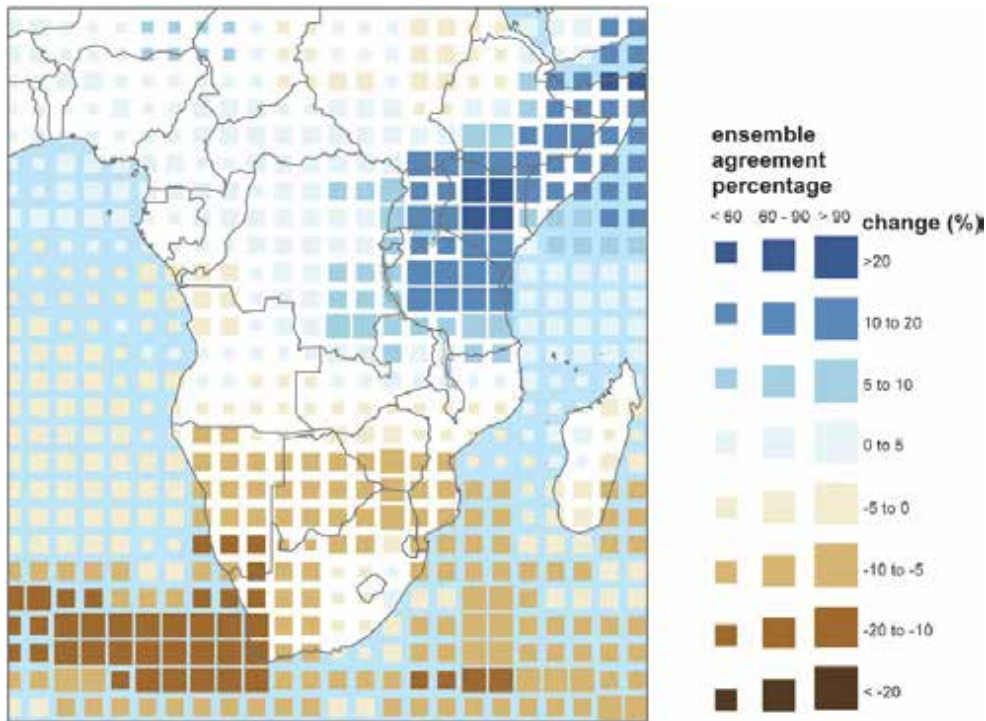 ensemble
agreement
percentage
< 60 60 - 90 > 90 change (%)
>20
10 to 20
5 to 10
0 to 5
-5 to 0
-10 to -5
-20 to -10
< -20